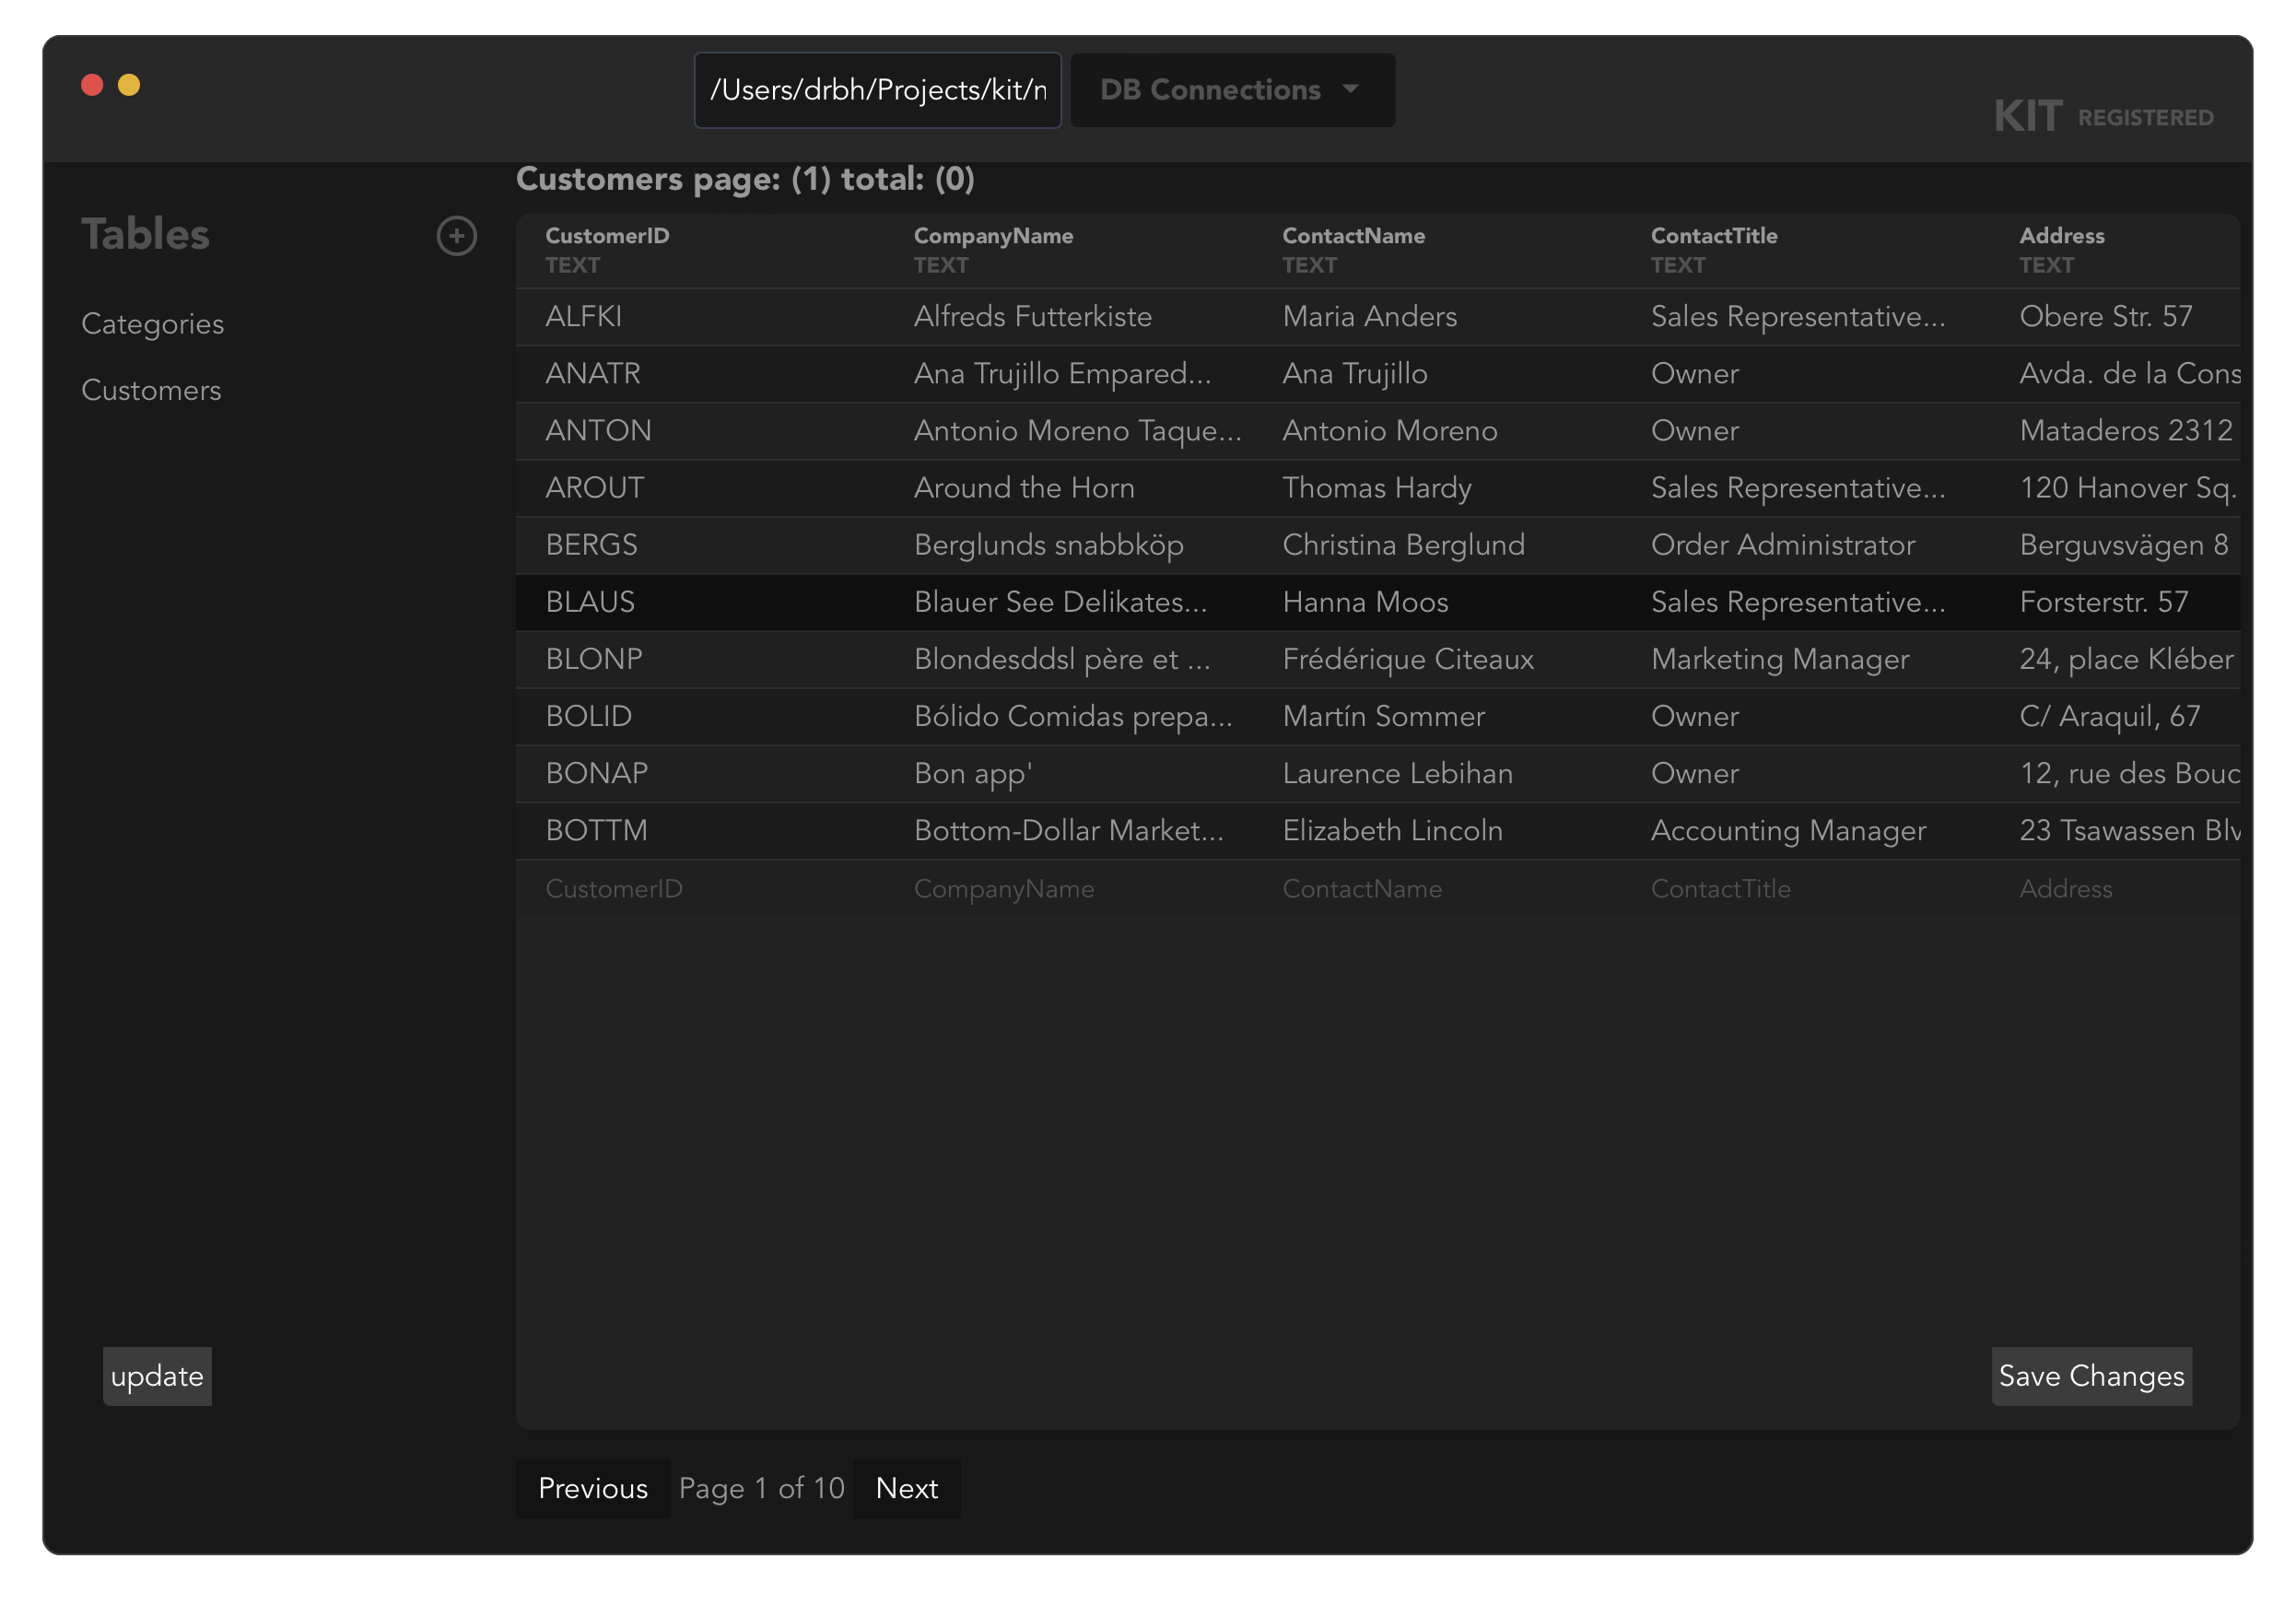 /Users/drbh/Projects/kit/n
DB Connections
KIT REGISTERED
Customers page: (1) total: (0)
Tables
Categories
Customers
CustomerID CompanyName ContactName ContactTitle Address
TEXT TEXT TEXT TEXT TEXT
ALFKI Alfreds Futterkiste Maria Anders Sales Representative... Obere Str. 57
ANATR Ana Trujillo Empared... Ana Trujillo Owner Avda. de la Cons
ANTON Antonio Moreno Taque... Antonio Moreno Owner Mataderos 2312
AROUT Around the Horn Thomas Hardy Sales Representative... 120 Hanover Sq.
BERGS Berglunds snabbköp Christina Berglund Order Administrator Berguvsvägen 8
BLAUS Blauer See Delikates... Hanna Moos Sales Representative... Forsterstr. 57
BLONP Blondesddsl père et ... Frédérique Citeaux Marketing Manager 24, place Kléber
BOLID Bólido Comidas prepa... Martín Sommer Owner C/ Araquil, 67
BONAP Bon app' Laurence Lebihan Owner 12, rue des Bouc
BOTTM Bottom-Dollar Market... Elizabeth Lincoln Accounting Manager 23 Tsawassen Blv
CustomerID CompanyName ContactName ContactTitle Address
update
Save Changes
Previous Page 1 of 10 Next